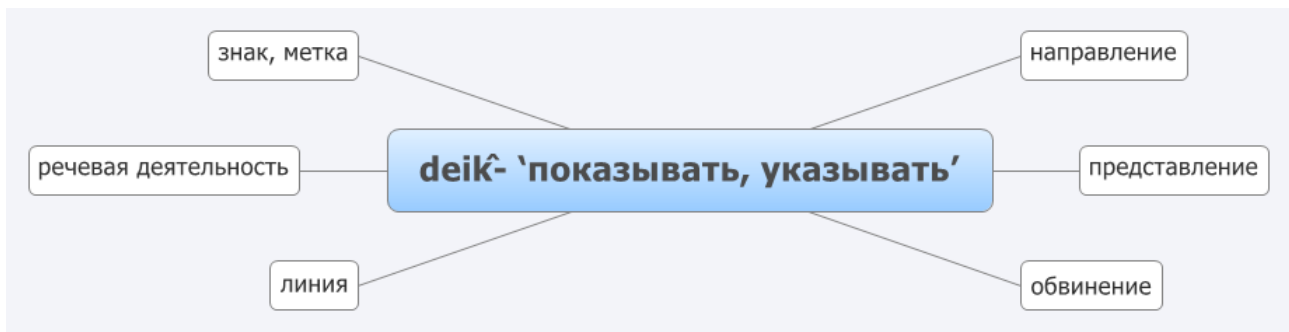 знак, метка
направление
речевая деятельность
deik̂- ‘показывать, указывать’
представление
линия
обвинение